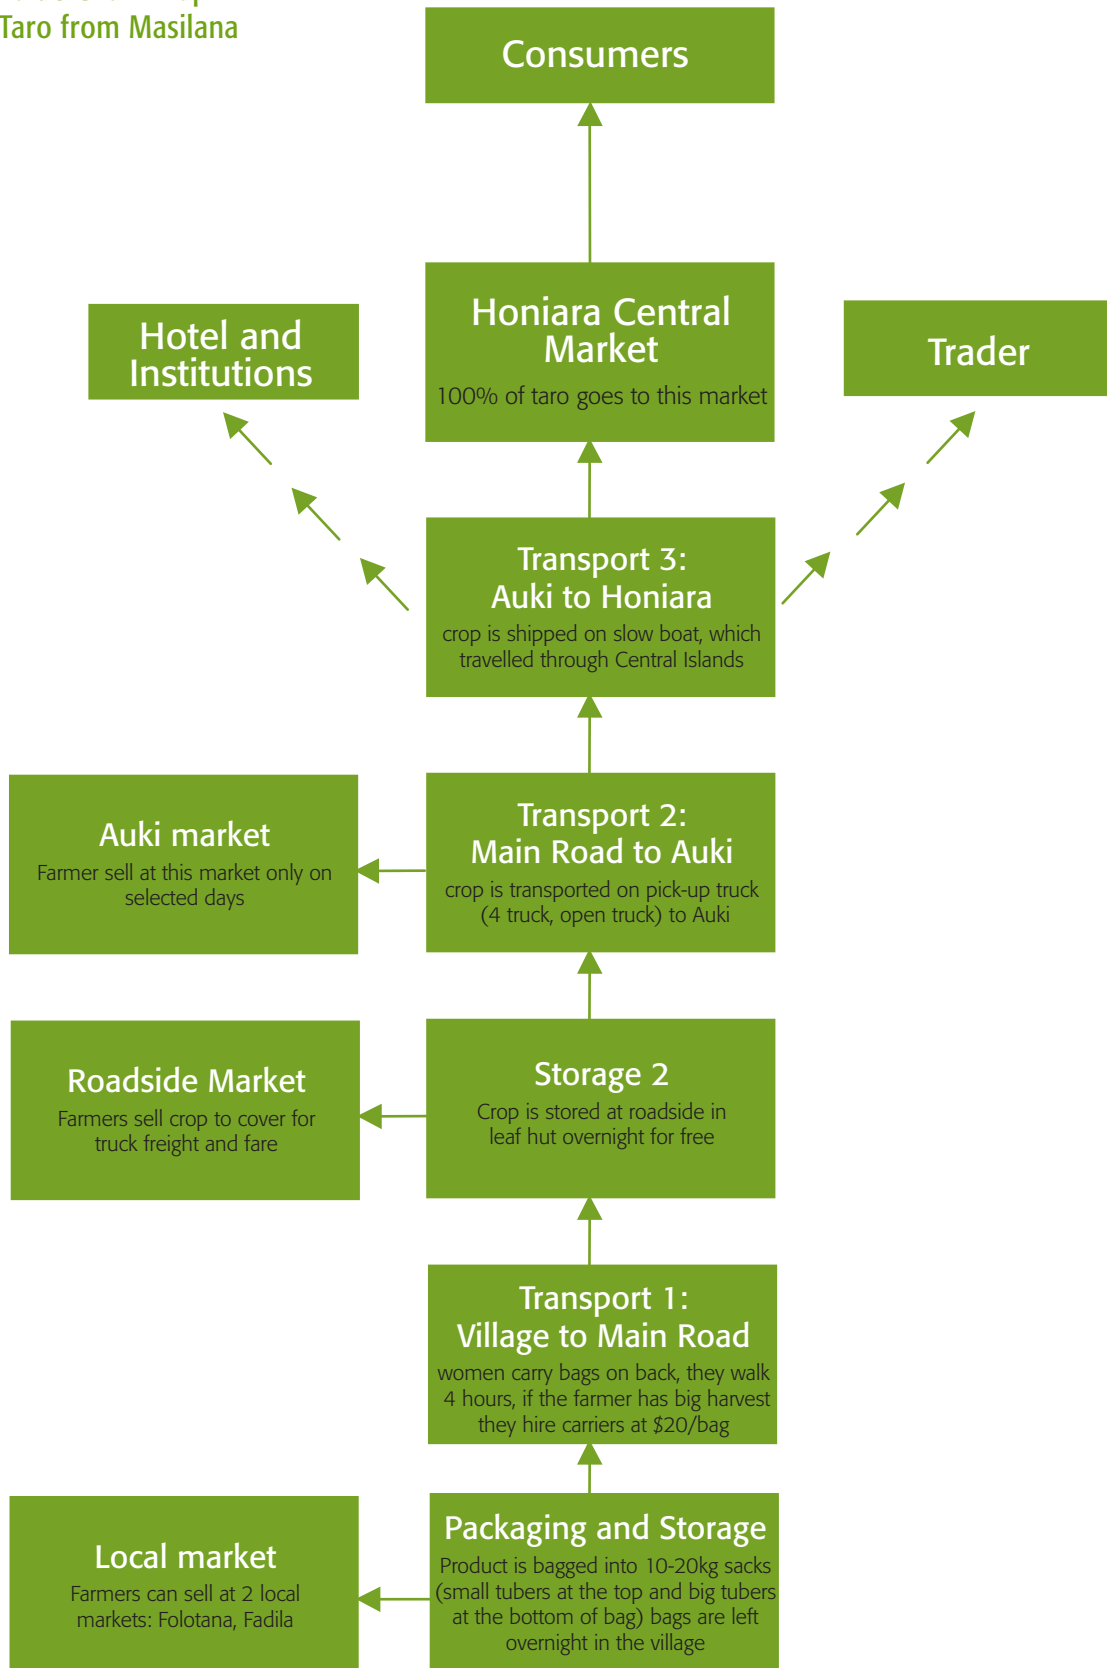 Taro from Masilana
Consumers
Honiara Central
Market
100% of taro goes to this market
Hotel and
Institutions
Trader
Transport 3:
Auki to Honiara
crop is shipped on slow boat, which
travelled through Central Islands
Auki market
Farmer sell at this market only on
selected days
Transport 2:
Main Road to Auki
crop is transported on pick-up truck
(4 truck, open truck) to Auki
Roadside Market
Farmers sell crop to cover for
truck freight and fare
Storage 2
Crop is stored at roadside in
leaf hut overnight for free
Transport 1:
Village to Main Road
women carry bags on back, they walk
4 hours, if the farmer has big harvest
they hire carriers at $20/bag
Local market
Farmers can sell at 2 local
markets: Folotana, Fadila
Packaging and Storage
Product is bagged into 10-20kg sacks
(small tubers at the top and big tubers
at the bottom of bag) bags are left
overnight in the village